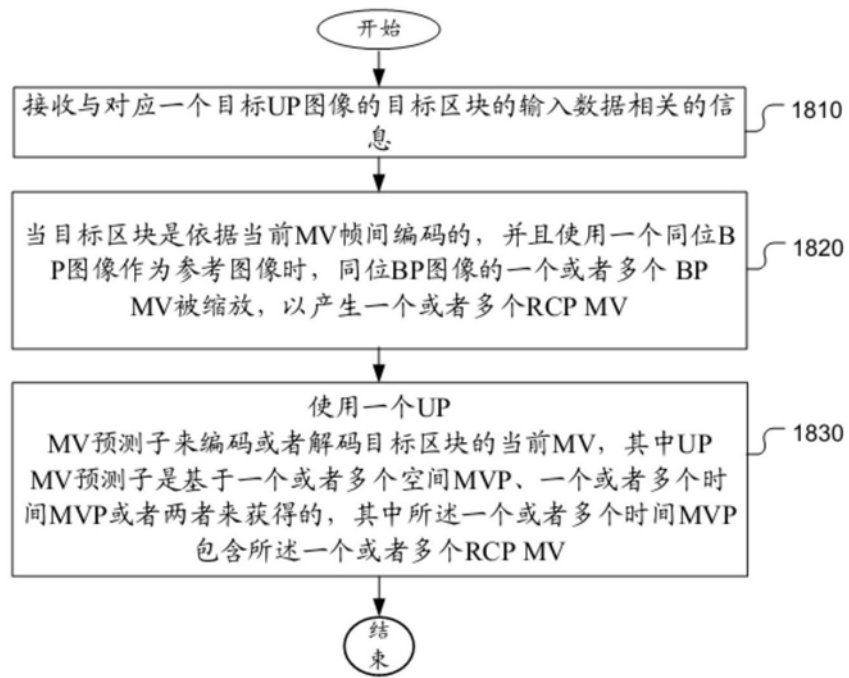 开始
接收与对应一个目标UP图像的目标区块的输入数据相关的信
息
1810
当目标区块是依据当前MV帧间编码的，并且使用一个同位B
P图像作为参考图像时，同位BP图像的一个或者多个 BP
MV被缩放，以产生一个或者多个RCP MV
1820
使用一个UP
MV预测子来编码或者解码目标区块的当前MV，其中UP
MV预测子是基于一个或者多个空间MVP、一个或者多个时
间MVP或者两者来获得的，其中所述一个或者多个时间MVP
包含所述一个或者多个RCP MV
1830
结
束